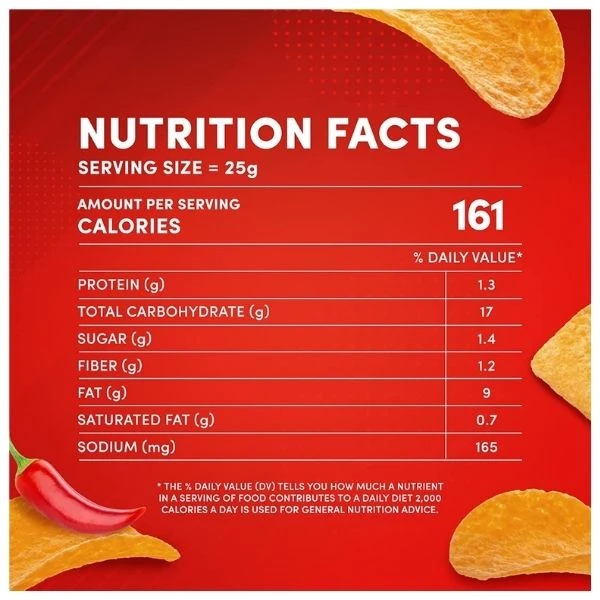 NUTRITION FACTS
SERVING SIZE = 25g
AMOUNT PER SERVING
CALORIES 161
% DAILY VALUE*
PROTEIN (g) 1.3
TOTAL CARBOHYDRATE (g) 17
SUGAR (g) 1.4
FIBER (g) 1.2
FAT (g) 9
SATURATED FAT (g) 0.7
SODIUM (mg) 165
* THE % DAILY VALUE (DV) TELLS YOU HOW MUCH A NUTRIENT
IN A SERVING OF FOOD CONTRIBUTES TO A DAILY DIET 2,000
CALORIES A DAY IS USED FOR GENERAL NUTRITION ADVICE.